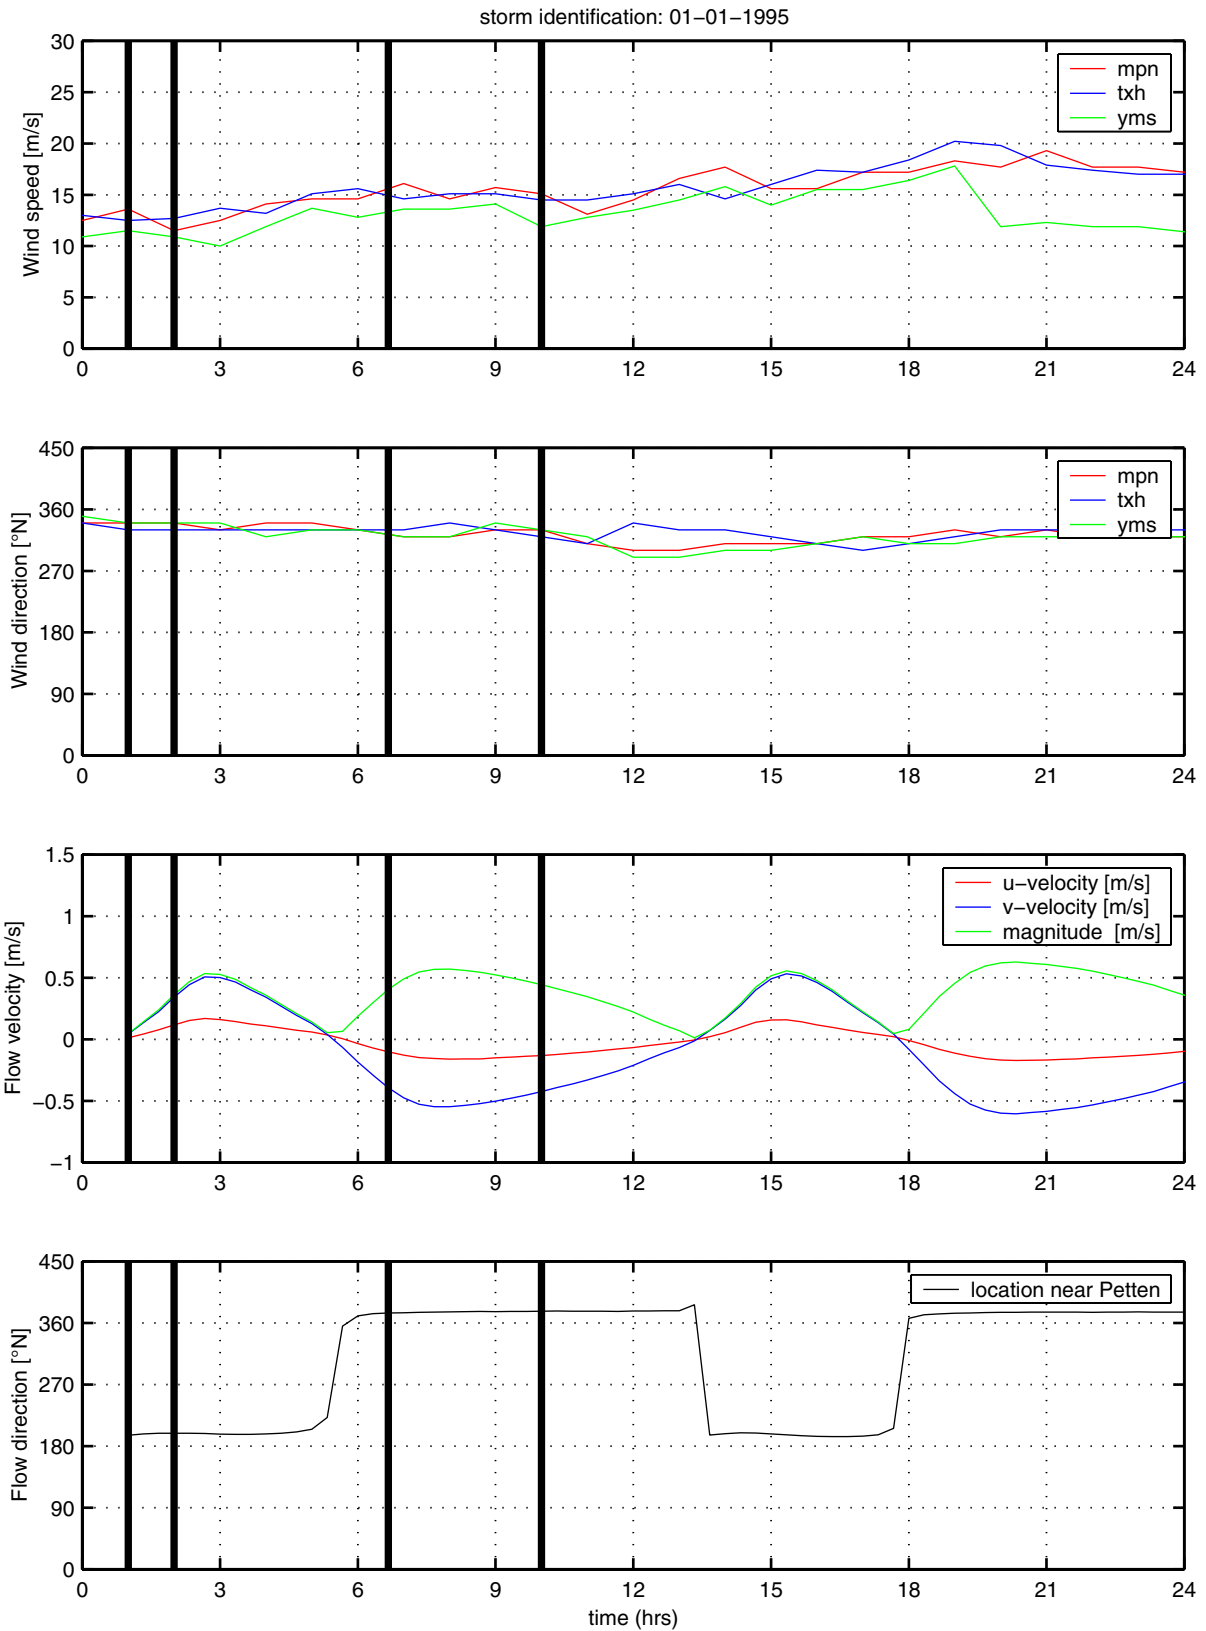 storm identification: 01−01−1995
30
25
20
15
10
5
0
Wind speed [m/s]
mpn
txh
yms
0 3 6 9 12 15 18 21 24
450
360
270
180
90
0
Wind direction [°N]
mpn
txh
yms
0 3 6 9 12 15 18 21 24
1.5
1
0.5
0
−0.5
−1
Flow velocity [m/s]
u−velocity [m/s]
v−velocity [m/s]
magnitude [m/s]
0 3 6 9 12 15 18 21 24
450
360
270
180
90
0
Flow direction [°N]
location near Petten
0 3 6 9 12 15 18 21 24
time (hrs)